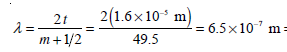 λ = 2t / (m + 1/2) = 2(1.6×10⁻⁵ m) / 49.5 = 6.5×10⁻⁷ m =